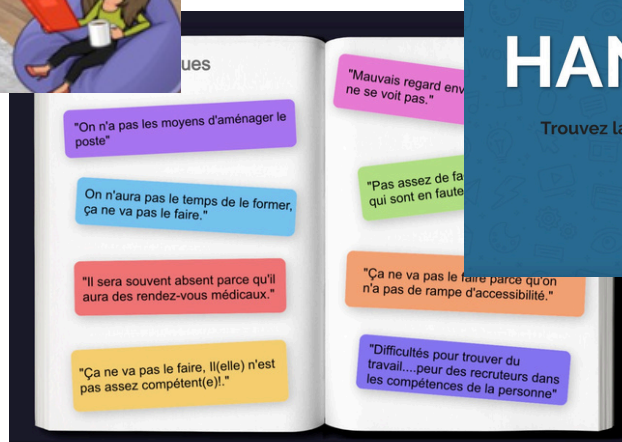 ues
"On n'a pas les moyens d'aménager le
poste"
On n'aura pas le temps de le former,
ça ne va pas le faire."
"Il sera souvent absent parce qu'il
aura des rendez-vous médicaux."
"Ça ne va pas le faire, Il(elle) n'est
pas assez compétent(e)!."
"Mauvais regard env
ne se voit pas."
"Pas assez de fa
qui sont en faute
"Ça ne va pas le faire parce qu'on
n'a pas de rampe d'accessibilité."
"Difficultés pour trouver du
travail....peur des recruteurs dans
les compétences de la personne"
HAN
Trouvez la